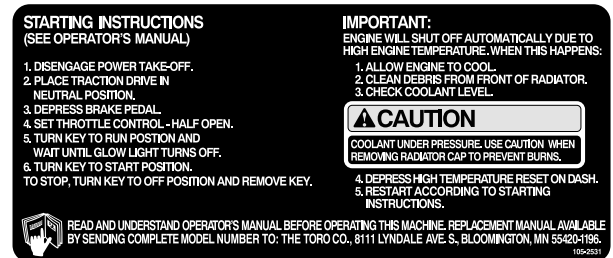 STARTING INSTRUCTIONS
(SEE OPERATOR'S MANUAL)
1. DISENGAGE POWER TAKE-OFF.
2. PLACE TRACTION DRIVE IN
NEUTRAL POSITION.
3. DEPRESS BRAKE PEDAL.
4. SET THROTTLE CONTROL - HALF OPEN.
5. TURN KEY TO RUN POSTION AND
WAIT UNTIL GLOW LIGHT TURNS OFF.
6. TURN KEY TO START POSITION.
TO STOP, TURN KEY TO OFF POSITION AND REMOVE KEY.
IMPORTANT:
ENGINE WILL SHUT OFF AUTOMATICALLY DUE TO
HIGH ENGINE TEMPERATURE. WHEN THIS HAPPENS:
1. ALLOW ENGINE TO COOL.
2. CLEAN DEBRIS FROM FRONT OF RADIATOR.
3. CHECK COOLANT LEVEL.
CAUTION
COOLANT UNDER PRESSURE. USE CAUTION WHEN
REMOVING RADIATOR CAP TO PREVENT BURNS.
4. DEPRESS HIGH TEMPERATURE RESET ON DASH.
5. RESTART ACCORDING TO STARTING
INSTRUCTIONS.
READ AND UNDERSTAND OPERATOR'S MANUAL BEFORE OPERATING THIS MACHINE. REPLACEMENT MANUAL AVAILABLE
BY SENDING COMPLETE MODEL NUMBER TO: THE TORO CO., 8111 LYNDALE AVE. S., BLOOMINGTON, MN 55420-1196.
105-2531